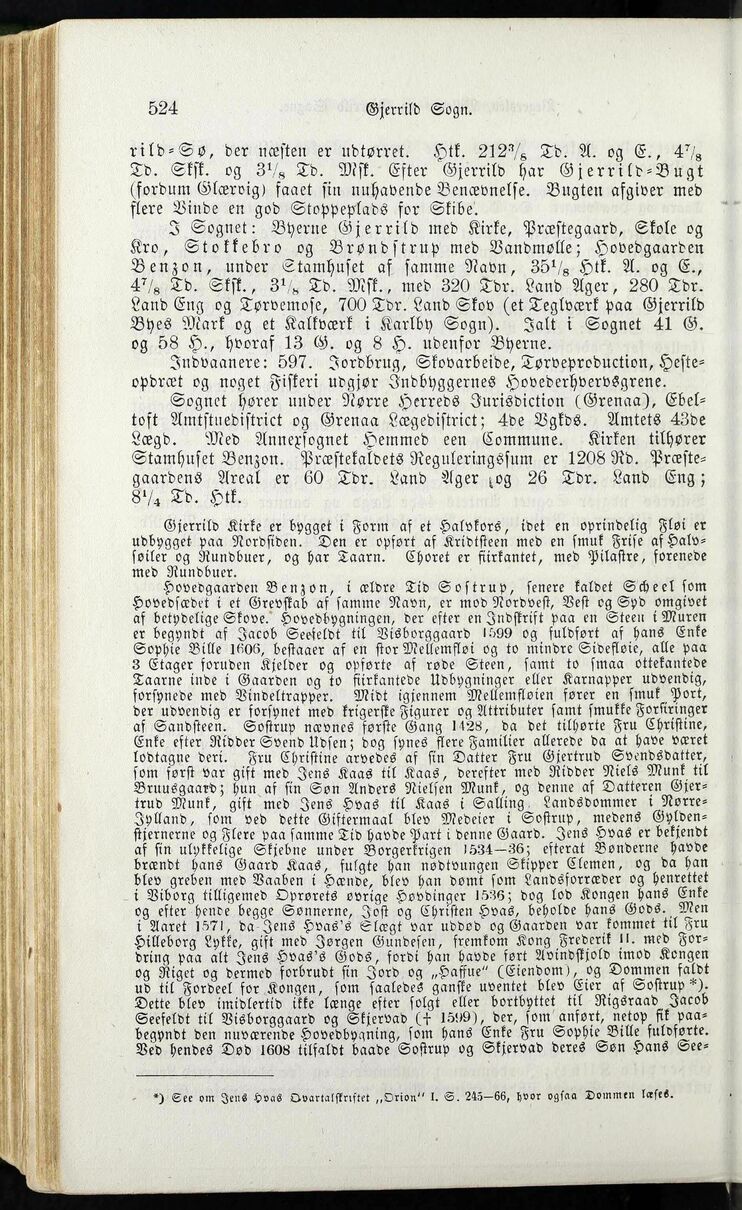 524
Gjerrild Sogn.
rild-Sø, der næsten er udtørret. Htk. 212³/₈ Td. A. og E., 4⁷/₈
Td. Skfk. og 3¹/₈ Td. Mlfk. Efter Gjerrild har Gjerrild-Bugt
(fordum Glærvig) faaet sin nuhavende Benævnelse. Bugten afgiver med
flere Vinde en god Stoppeplads for Skibe.
I Sognet: Byerne Gjerrild med Kirke, Præstegaard, Skole og
Kro, Stokkebro og Brøndstrup med Vandmølle; Hovedgaarden
Benzon, under Stamhuset af samme Navn, 35¹/₈ Htk. A. og E.,
4⁷/₈ Td. Skfk., 3¹/₈ Td. Mlfk., med 320 Tdr. Land Ager, 280 Tdr.
Land Eng og Tørvemose, 700 Tdr. Land Skov (et Teglværk paa Gjerrild
Byes Mark og et Kalkværk i Karlby Sogn). Ialt i Sognet 41 G.
og 58 H., hvoraf 13 G. og 8 H. udenfor Byerne.
Indvaanere: 597. Jordbrug, Skovarbeide, Tørveproduction, Heste-
opdræt og noget Fiskeri udgjør Indbyggernes Hovederhvervsgrene.
Sognet hører under Nørre Herreds Jurisdiction (Grenaa), Ebel-
toft Amtstuedistrict og Grenaa Lægedistrict; 4de Vgkds. Amtets 43de
Lægd. Med Annexsognet Hemmed een Commune. Kirken tilhører
Stamhuset Benzon. Præstekaldets Reguleringssum er 1208 Rd. Præste-
gaardens Areal er 60 Tdr. Land Ager og 26 Tdr. Land Eng;
8¹/₄ Td. Htk.
Gjerrild Kirke er bygget i Form af et Halvkors, idet en oprindelig Fløi er
udbygget paa Nordsiden. Den er opført af Kridtsteen med en smuk Frise af Halv-
søiler og Rundbuer, og har Taarn. Choret er fiirkantet, med Pilastre, forenede
med Rundbuer.
Hovedgaarden Benzon, i ældre Tid Sostrup, senere kaldet Scheel som
Hovedsædet i et Grevskab af samme Navn, er mod Nordvest, Vest og Syd omgivet
af betydelige Skove. Hovedbygningen, der efter en Indskrift paa en Steen i Muren
er begyndt af Jacob Seefeldt til Visborggaard 1599 og fuldført af hans Enke
Sophie Bille 1606, bestaaer af en stor Mellemfløi og to mindre Sidefløie, alle paa
3 Etager foruden Kjelder og opførte af røde Steen, samt to smaa ottekantede
Taarne inde i Gaarden og to fiirkantede Udbygninger eller Karnapper udvendig,
forsynede med Vindeltrapper. Midt igjennem Mellemfløien fører en smuk Port,
der udvendig er forsynet med krigerske Figurer og Attributer samt smukke Forsiringer
af Sandsteen. Sostrup nævnes første Gang 1428, da det tilhørte Fru Christine,
Enke efter Ridder Svend Udsen; dog synes flere Familier allerede da at have været
lodtagne deri. Fru Christine arvedes af sin Datter Fru Gjertrud Svendsdatter,
som først var gift med Jens Kaas til Kaas, derefter med Ridder Niels Munk til
Bruusgaard; hun af sin Søn Anders Nielsen Munk, og denne af Datteren Gjer-
trud Munk, gift med Jens Hvas til Kaas i Salling, Landsdommer i Nørre-
Jylland, som ved dette Giftermaal blev Medeier i Sostrup, medens Gylden-
stjernerne og Flere paa samme Tid havde Part i denne Gaard. Jens Hvas er bekjendt
af sin ulykkelige Skjebne under Borgerkrigen 1534—36; efterat Bønderne havde
brændt hans Gaard Kaas, fulgte han nødtvungen Skipper Clemen, og da han
blev greben med Vaaben i Hænde, blev han dømt som Landsforræder og henrettet
i Viborg tilligemed Oprørets øvrige Høvdinger 1536; dog lod Kongen hans Enke
og efter hende begge Sønnerne, Jost og Christen Hvas, beholde hans Gods. Men
i Aaret 1571, da Jens Hvas's Slægt var uddød og Gaarden var kommet til Fru
Hilleborg Lykke, gift med Jørgen Gundesen, fremkom Kong Frederik II. med For-
dring paa alt Jens Hvas's Gods, fordi han havde ført Avindskjold imod Kongen
og Riget og dermed forbrudt sin Jord og „Haffue“ (Eiendom), og Dommen faldt
ud til Fordeel for Kongen, som saaledes ganske uventet blev Eier af Sostrup*).
Dette blev imidlertid ikke længe efter solgt eller bortbyttet til Rigsraad Jacob
Seefeldt til Visborggaard og Skjervad († 1599), der, som anført, netop fik paa-
begyndt den nuværende Hovedbygning, som hans Enke Fru Sophie Bille fuldførte.
Ved hendes Død 1608 tilfaldt baade Sostrup og Skjervad deres Søn Hans See-
*) See om Jens Hvas Qvartalskriftet „Orion“ I. S. 245—66, hvor ogsaa Dommen læses.